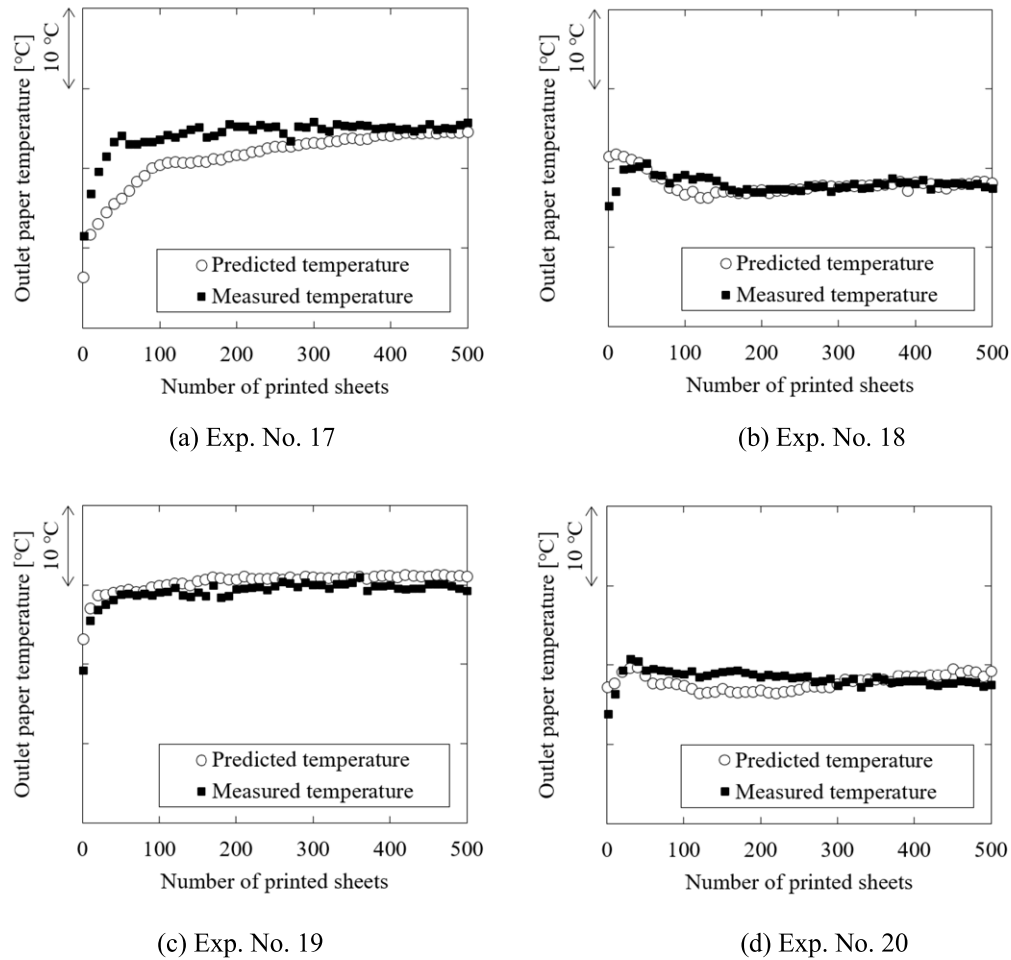 Outlet paper temperature [℃]
10 ℃
○ Predicted temperature
■ Measured temperature
0 100 200 300 400 500
Number of printed sheets
(a) Exp. No. 17
Outlet paper temperature [℃]
10 ℃
○ Predicted temperature
■ Measured temperature
0 100 200 300 400 500
Number of printed sheets
(b) Exp. No. 18
Outlet paper temperature [℃]
10 ℃
○ Predicted temperature
■ Measured temperature
0 100 200 300 400 500
Number of printed sheets
(c) Exp. No. 19
Outlet paper temperature [℃]
10 ℃
○ Predicted temperature
■ Measured temperature
0 100 200 300 400 500
Number of printed sheets
(d) Exp. No. 20